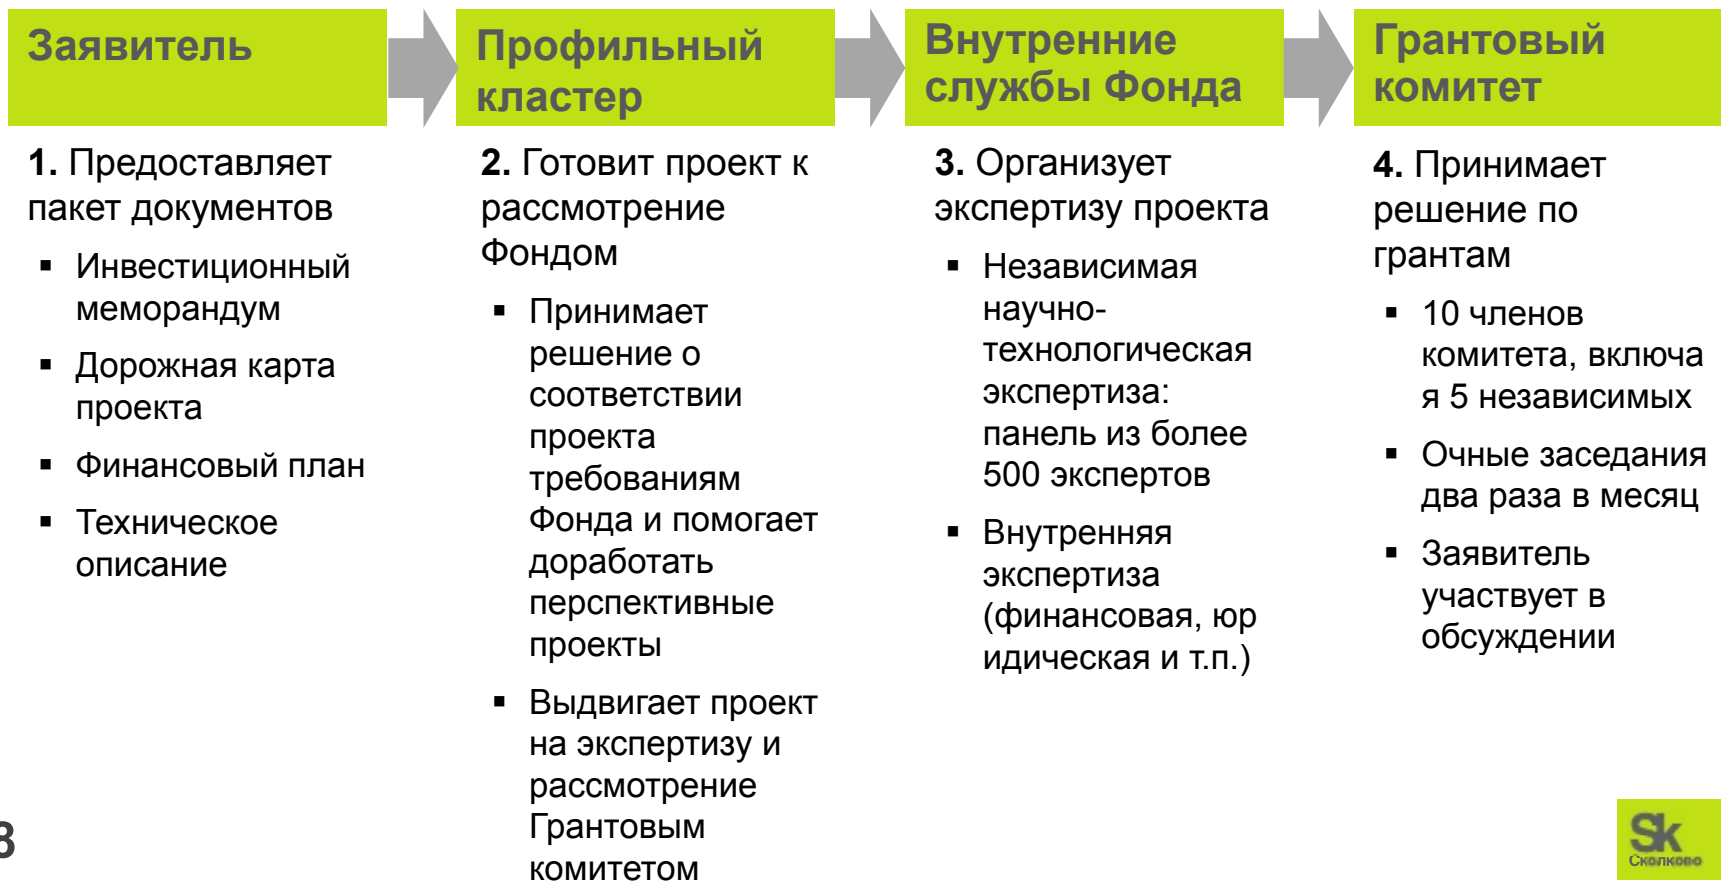 Заявитель
1. Предоставляет
пакет документов
▪ Инвестиционный
меморандум
▪ Дорожная карта
проекта
▪ Финансовый план
▪ Техническое
описание
Профильный
кластер
2. Готовит проект к
рассмотрение
Фондом
▪ Принимает
решение о
соответствии
проекта
требованиям
Фонда и помогает
доработать
перспективные
проекты
▪ Выдвигает проект
на экспертизу и
рассмотрение
Грантовым
комитетом
Внутренние
службы Фонда
3. Организует
экспертизу проекта
▪ Независимая
научно-
технологическая
экспертиза:
панель из более
500 экспертов
▪ Внутренняя
экспертиза
(финансовая, юр
идическая и т.п.)
Грантовый
комитет
4. Принимает
решение по
грантам
▪ 10 членов
комитета, включа
я 5 независимых
▪ Очные заседания
два раза в месяц
▪ Заявитель
участвует в
обсуждении
8
Sk
Сколково